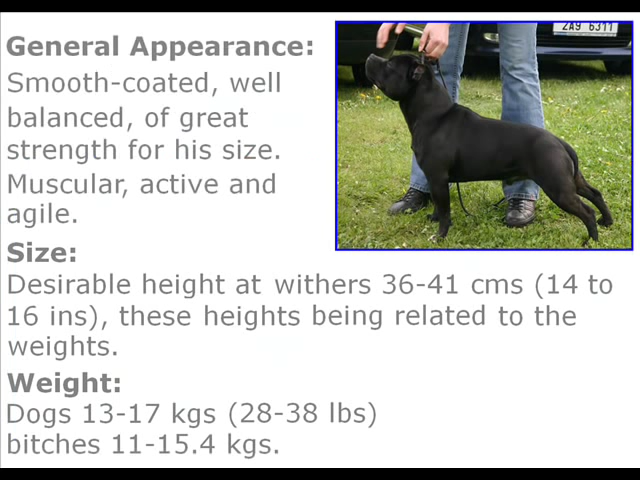 General Appearance:
Smooth-coated, well
balanced, of great
strength for his size.
Muscular, active and
agile.
Size:
Desirable height at withers 36-41 cms (14 to
16 ins), these heights being related to the
weights.
Weight:
Dogs 13-17 kgs (28-38 lbs)
bitches 11-15.4 kgs.
2A9 6311